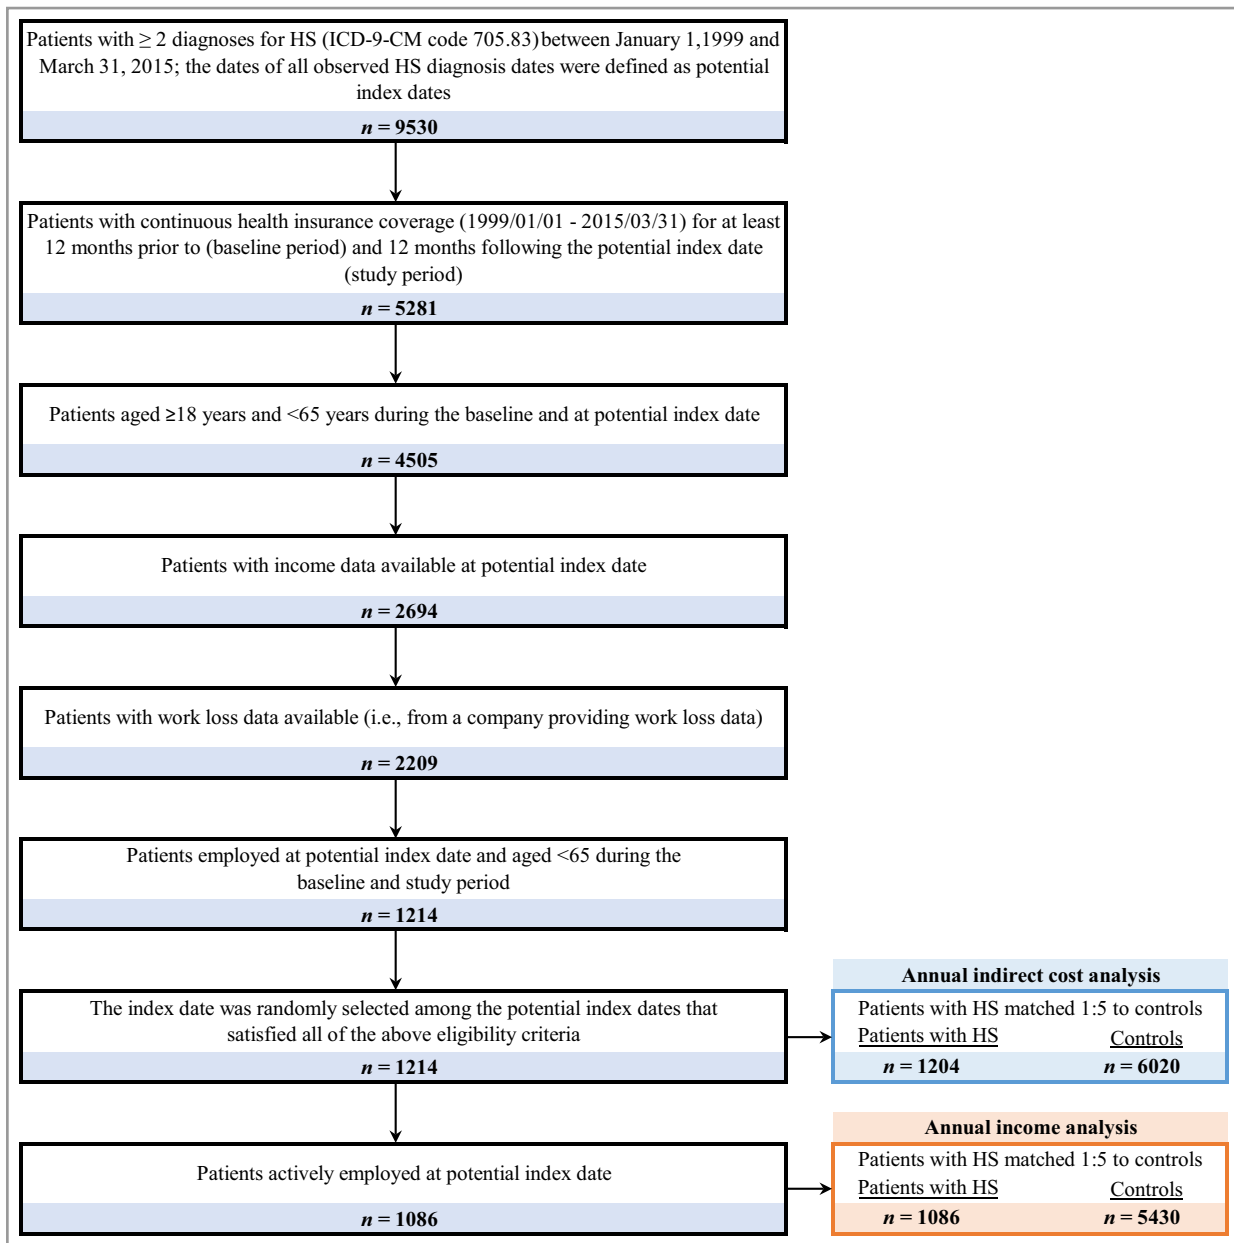 Patients with ≥ 2 diagnoses for HS (ICD-9-CM code 705.83)between January 1,1999 and
March 31, 2015; the dates of all observed HS diagnosis dates were defined as potential
index dates
n = 9530
Patients with continuous health insurance coverage (1999/01/01 - 2015/03/31) for at least
12 months prior to (baseline period) and 12 months following the potential index date
(study period)
n = 5281
Patients aged ≥18 years and <65 years during the baseline and at potential index date
n = 4505
Patients with income data available at potential index date
n = 2694
Patients with work loss data available (i.e., from a company providing work loss data)
n = 2209
Patients employed at potential index date and aged <65 during the
baseline and study period
n = 1214
The index date was randomly selected among the potential index dates that
satisfied all of the above eligibility criteria
n = 1214
Annual indirect cost analysis
Patients with HS matched 1:5 to controls
Patients with HS Controls
n = 1204 n = 6020
Patients actively employed at potential index date
n = 1086
Annual income analysis
Patients with HS matched 1:5 to controls
Patients with HS Controls
n = 1086 n = 5430